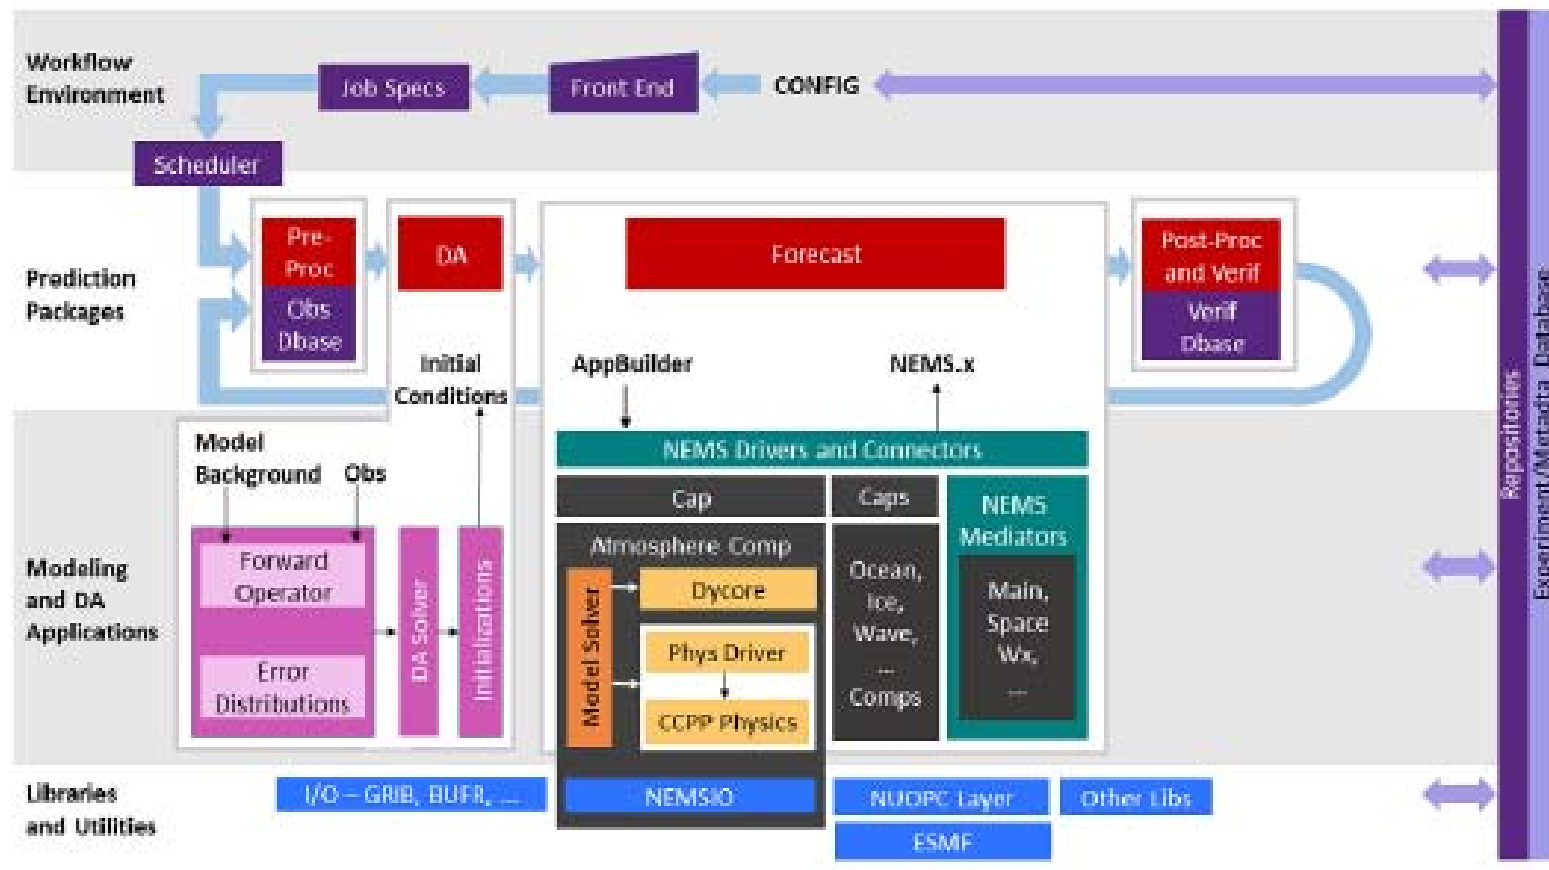 Workflow
Environment
Job Specs
Front End
CONFIG
Scheduler
Prediction
Packages
Pre-
Proc
Obs
Dbase
DA
Forecast
Post-Proc
and Verif
Verif
Dbase
Initial
Conditions
AppBuilder
NEMS.x
Modeling
and DA
Applications
Model
Background
Obs
Forward
Operator
Error
Distributions
DA Solver
Initializations
NEMS Drivers and Connectors
Cap
Caps
NEMS
Mediators
Atmosphere Comp
Model Solver
Dycore
Phys Driver
CCPP Physics
Ocean,
Ice,
Wave,
...
Comps
Main,
Space
Wx,
...
Libraries
and Utilities
I/O – GRIB, BUFR, ...
NEMSIO
NUOPC Layer
Other Libs
ESMF
Repositories
Experiment/Metedta Database